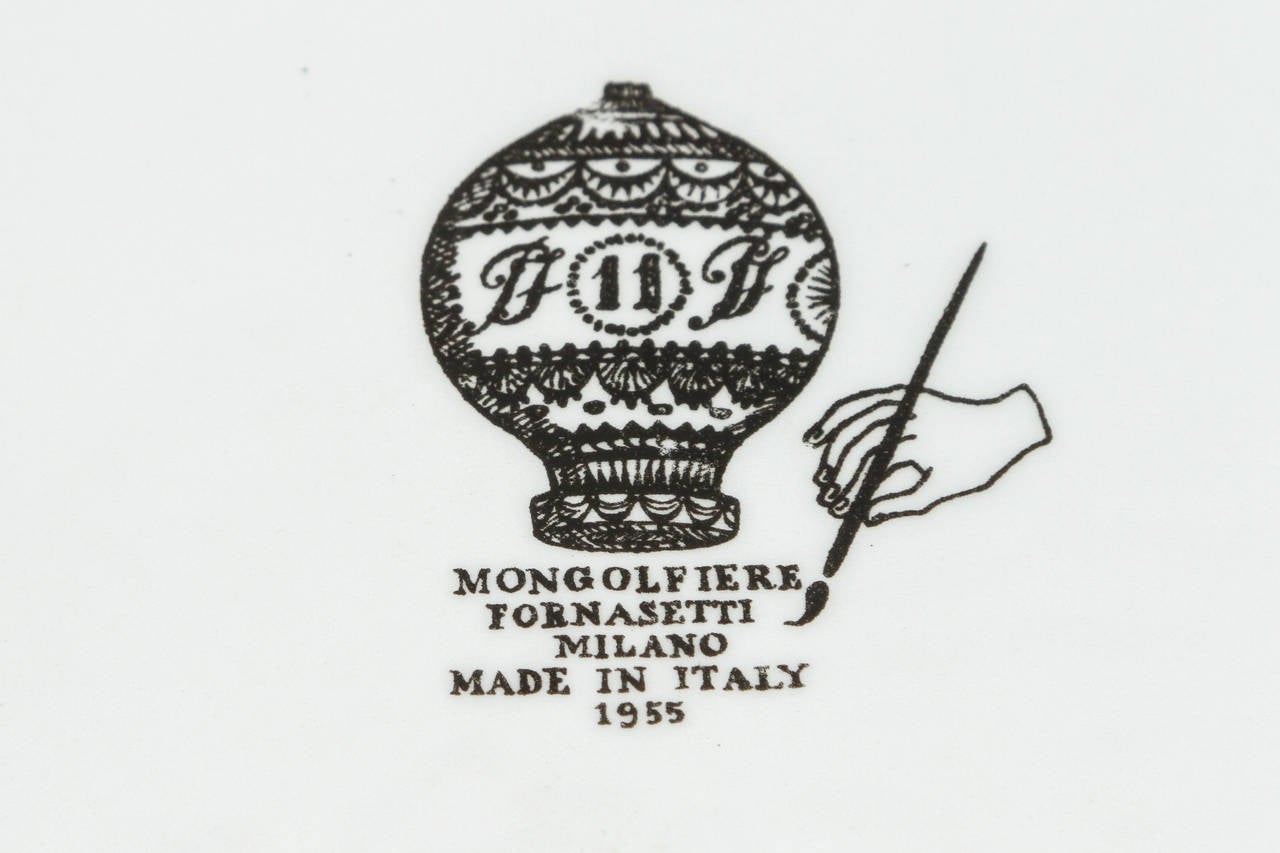 11
MONGOLFIERE
FORNASETTI
MILANO
MADE IN ITALY
1955